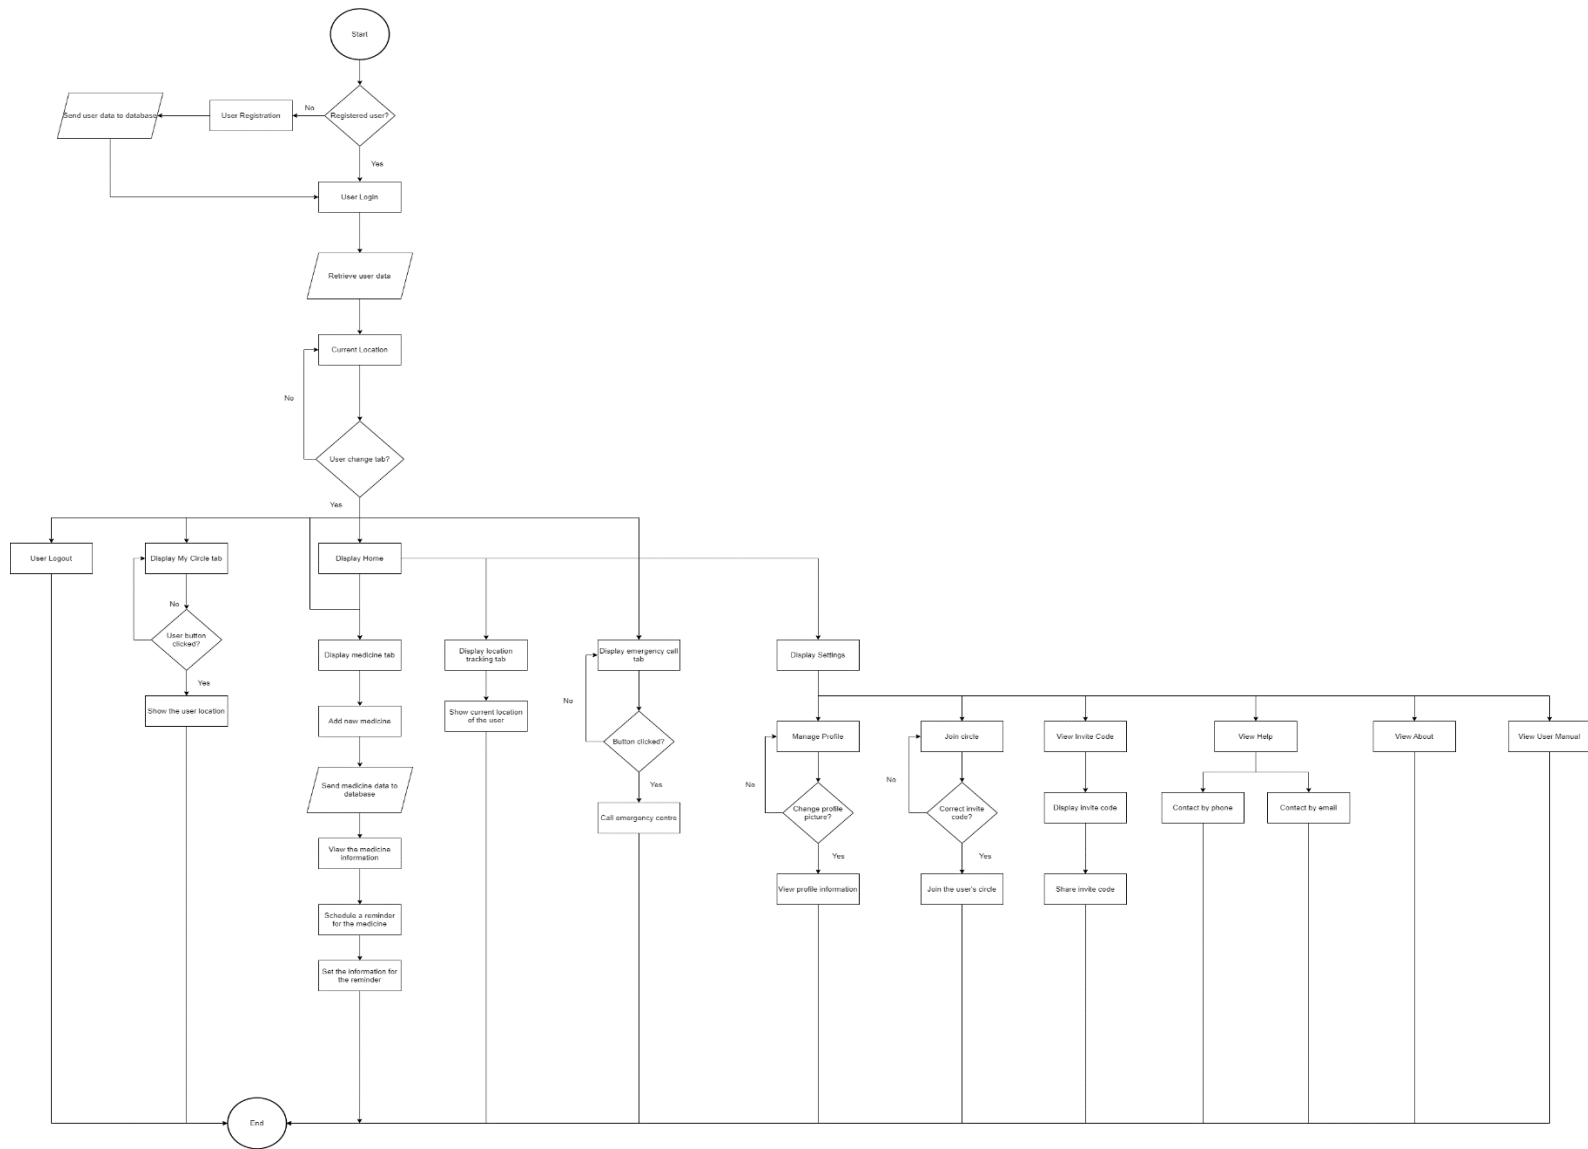 Start
Registered user?
No
User Registration
Send user data to database
Yes
User Login
Retrieve user data
Current Location
No
User change tab?
Yes
User Logout
Display My Circle tab
Display Home
No
User button
clicked?
Yes
Show the user location
Display medicine tab
Add new medicine
Send medicine data to
database
View the medicine
information
Schedule a reminder
for the medicine
Set the information for
the reminder
Display location
tracking tab
Show current location
of the user
Display emergency call
tab
No
Button clicked?
Yes
Call emergency centre
Display Settings
Manage Profile
No
Change profile
picture?
Yes
View profile information
Join circle
No
Correct invite
code?
Yes
Join the user's circle
View Invite Code
Display invite code
Share invite code
View Help
Contact by phone
Contact by email
View About
View User Manual
End